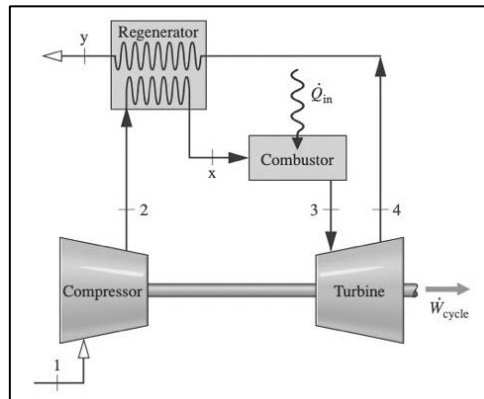 y
Regenerator
Q̇in
Combustor
x
2
3
4
Compressor
Turbine
Ẇcycle
1